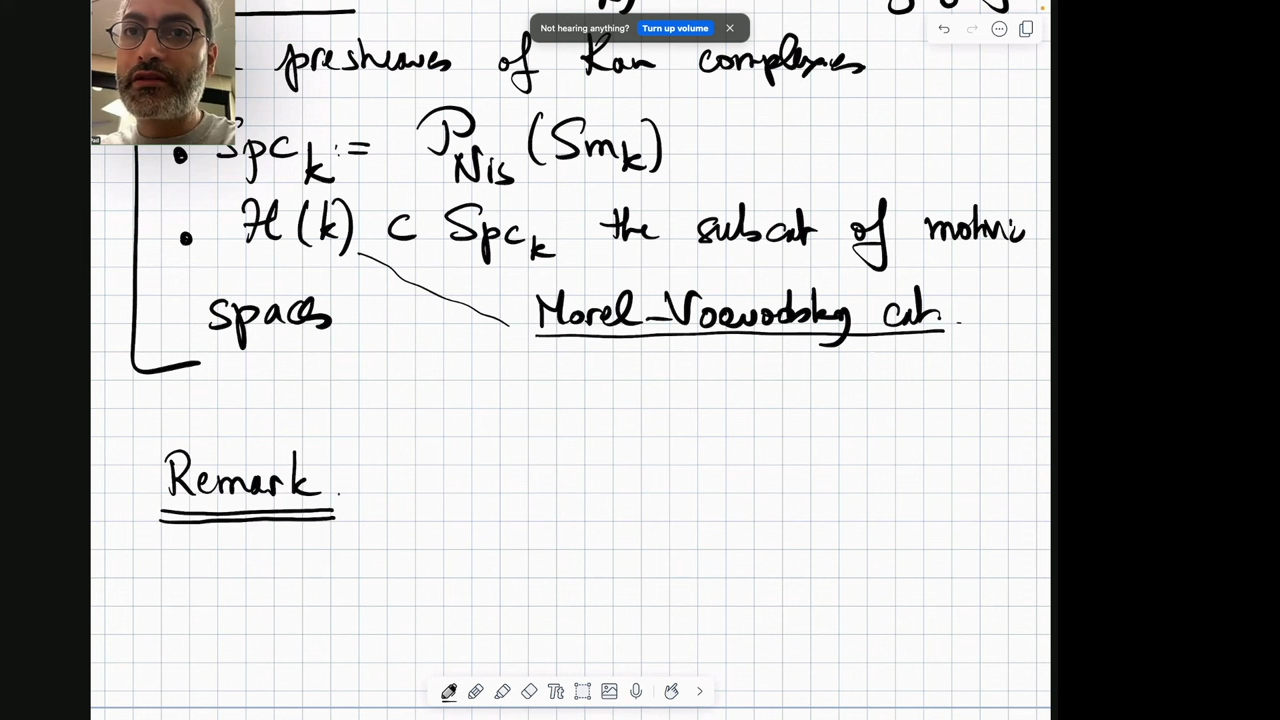 Not hearing anything? Turn up volume
presheaves of Kan complexes
• Spc_k := P_Nis (Sm_k)
• H(k) ⊂ Spc_k the subcat of motivic
spaces Morel-Voevodsky cat.
Remark.
Tt